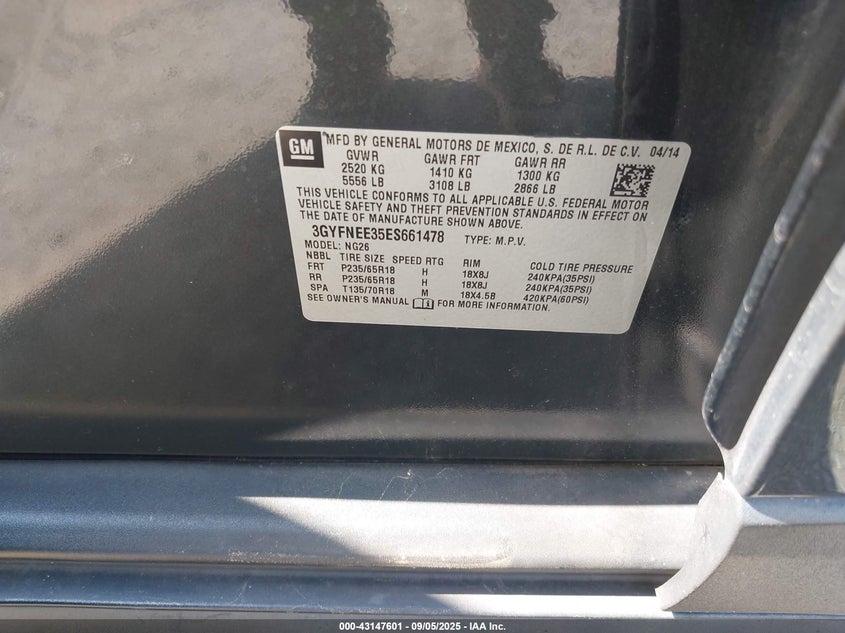 GM
MFD BY GENERAL MOTORS DE MEXICO, S. DE R.L. DE C.V. 04/14
GVWR GAWR FRT GAWR RR
2520 KG 1410 KG 1300 KG
5556 LB 3108 LB 2866 LB
THIS VEHICLE CONFORMS TO ALL APPLICABLE U.S. FEDERAL MOTOR
VEHICLE SAFETY AND THEFT PREVENTION STANDARDS IN EFFECT ON
THE DATE OF MANUFACTURE SHOWN ABOVE.
3GYFNEE35ES661478 TYPE: M.P.V.
MODEL: NG26
NBBL TIRE SIZE SPEED RTG RIM COLD TIRE PRESSURE
FRT P235/65R18 H 18X8J 240KPA(35PSI)
RR P235/65R18 H 18X8J 240KPA(35PSI)
SPA T135/70R18 M 18X4.5B 420KPA(60PSI)
SEE OWNER'S MANUAL FOR MORE INFORMATION.
000-43147601 - 09/05/2025 - IAA Inc.